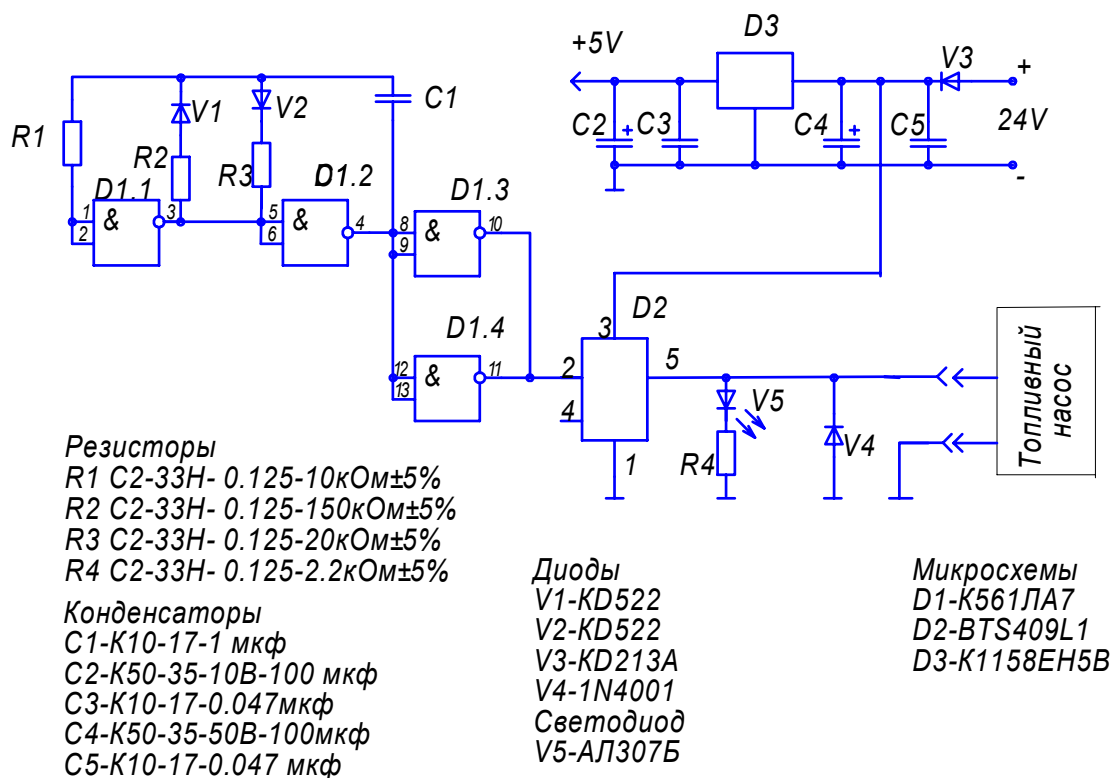 D3
+5V
V3
+
C1
V1
V2
24V
R1
C2
+
C3
C4
+
C5
R2
R3
-
D1.1
D1.2
D1.3
1
2
&
3
5
6
&
4
8
9
&
10
D1.4
D2
3
12
13
&
11
2
5
4
1
V5
R4
V4
Топливный
насос
Резисторы
R1 С2-33Н- 0.125-10кОм±5%
R2 С2-33Н- 0.125-150кОм±5%
R3 С2-33Н- 0.125-20кОм±5%
R4 С2-33Н- 0.125-2.2кОм±5%
Конденсаторы
С1-К10-17-1 мкф
С2-К50-35-10В-100 мкф
С3-К10-17-0.047мкф
С4-К50-35-50В-100мкф
С5-К10-17-0.047 мкф
Диоды
V1-KD522
V2-KD522
V3-KD213A
V4-1N4001
Светодиод
V5-АЛ307Б
Микросхемы
D1-К561ЛА7
D2-BTS409L1
D3-К1158ЕН5В